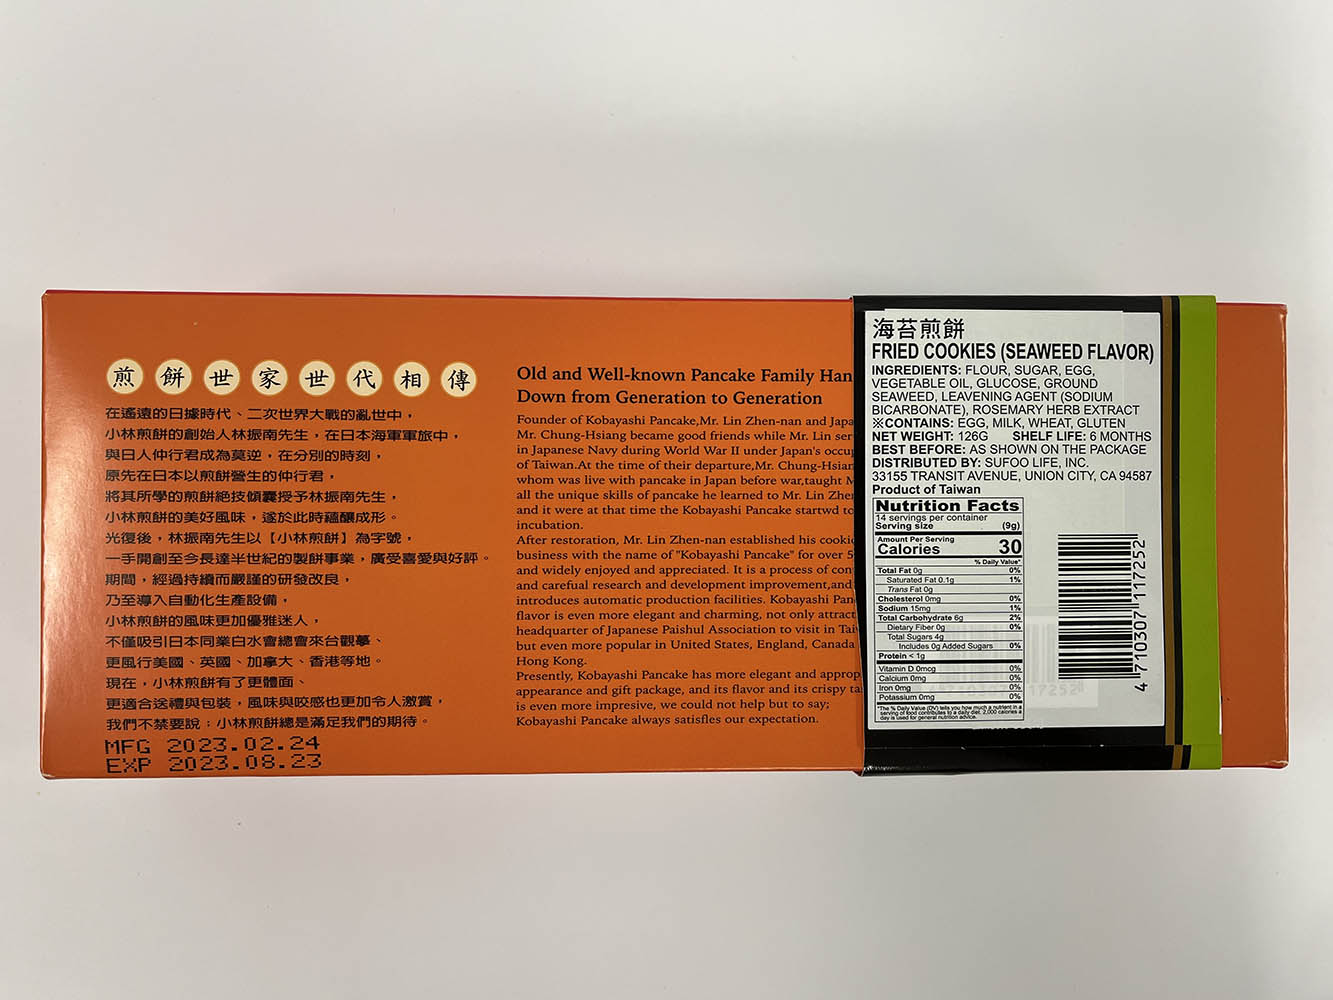 煎餅世家世代相傳
在遙遠的日據時代、二次世界大戰的亂世中，
小林煎餅的創始人林振南先生，在日本海軍軍旅中，
與日人仲行君成為莫逆，在分別的時刻，
原先在日本以煎餅營生的仲行君，
將其所學的煎餅絕技傾囊授予林振南先生，
小林煎餅的美好風味，遂於此時蘊釀成形。
光復後，林振南先生以【小林煎餅】為字號，
一手開創至今長達半世紀的製餅事業，廣受喜愛與好評。
期間，經過持續而嚴謹的研發改良，
乃至導入自動化生產設備，
小林煎餅的風味更加優雅迷人，
不僅吸引日本同業白水會總會來台觀摹、
更風行美國、英國、加拿大、香港等地。
現在，小林煎餅有了更體面、
更適合送禮與包裝，風味與咬感也更加令人激賞，
我們不禁要說：小林煎餅總是滿足我們的期待。
MFG 2023.02.24
EXP 2023.08.23
Old and Well-known Pancake Family Han
Down from Generation to Generation
Founder of Kobayashi Pancake,Mr. Lin Zhen-nan and Japa
Mr. Chung-Hsiang became good friends while Mr. Lin ser
in Japanese Navy during World War II under Japan's occu
of Taiwan.At the time of their departure,Mr. Chung-Hsian
whom was live with pancake in Japan before war,taught M
all the unique skills of pancake he learned to Mr. Lin Zhe
and it were at that time the Kobayashi Pancake startwd to
incubation.
After restoration, Mr. Lin Zhen-nan established his cooki
business with the name of "Kobayashi Pancake" for over 5
and widely enjoyed and appreciated. It is a process of con
and carefual research and development improvement,and
introduces automatic production facilities. Kobayashi Pan
flavor is even more elegant and charming, not only attract
headquarter of Japanese Paishul Association to visit in Tai
but even more popular in United States, England, Canada
Hong Kong.
Presently, Kobayashi Pancake has more elegant and approp
appearance and gift package, and its flavor and its crispy ta
is even more impresive, we could not help but to say;
Kobayashi Pancake always satisfles our expectation.
海苔煎餅
FRIED COOKIES (SEAWEED FLAVOR)
INGREDIENTS: FLOUR, SUGAR, EGG,
VEGETABLE OIL, GLUCOSE, GROUND
SEAWEED, LEAVENING AGENT (SODIUM
BICARBONATE), ROSEMARY HERB EXTRACT
※CONTAINS: EGG, MILK, WHEAT, GLUTEN
NET WEIGHT: 126G SHELF LIFE: 6 MONTHS
BEST BEFORE: AS SHOWN ON THE PACKAGE
DISTRIBUTED BY: SUFOO LIFE, INC.
33155 TRANSIT AVENUE, UNION CITY, CA 94587
Product of Taiwan
Nutrition Facts
14 servings per container
Serving size (9g)
Amount Per Serving
Calories 30
% Daily Value*
Total Fat 0g 0%
Saturated Fat 0.1g 1%
Trans Fat 0g
Cholesterol 0mg 0%
Sodium 15mg 1%
Total Carbohydrate 6g 2%
Dietary Fiber 0g 0%
Total Sugars 4g
Includes 0g Added Sugars 0%
Protein < 1g
Vitamin D 0mcg 0%
Calcium 0mg 0%
Iron 0mg 0%
Potassium 0mg 0%
*The % Daily Value (DV) tells you how much a nutrient in a
serving of food contributes to a daily diet. 2,000 calories a
day is used for general nutrition advice.
4 710307 117252